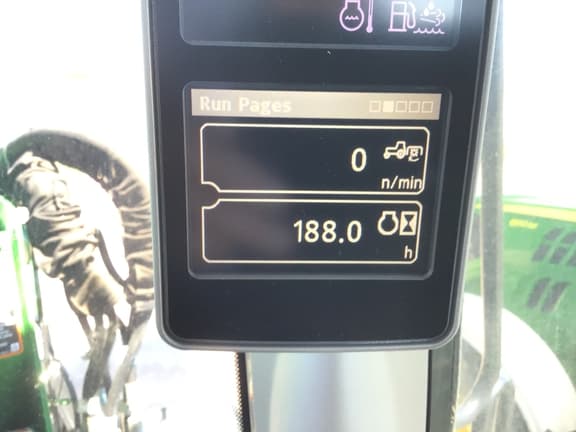 Run Pages
0
n/min
188.0
h